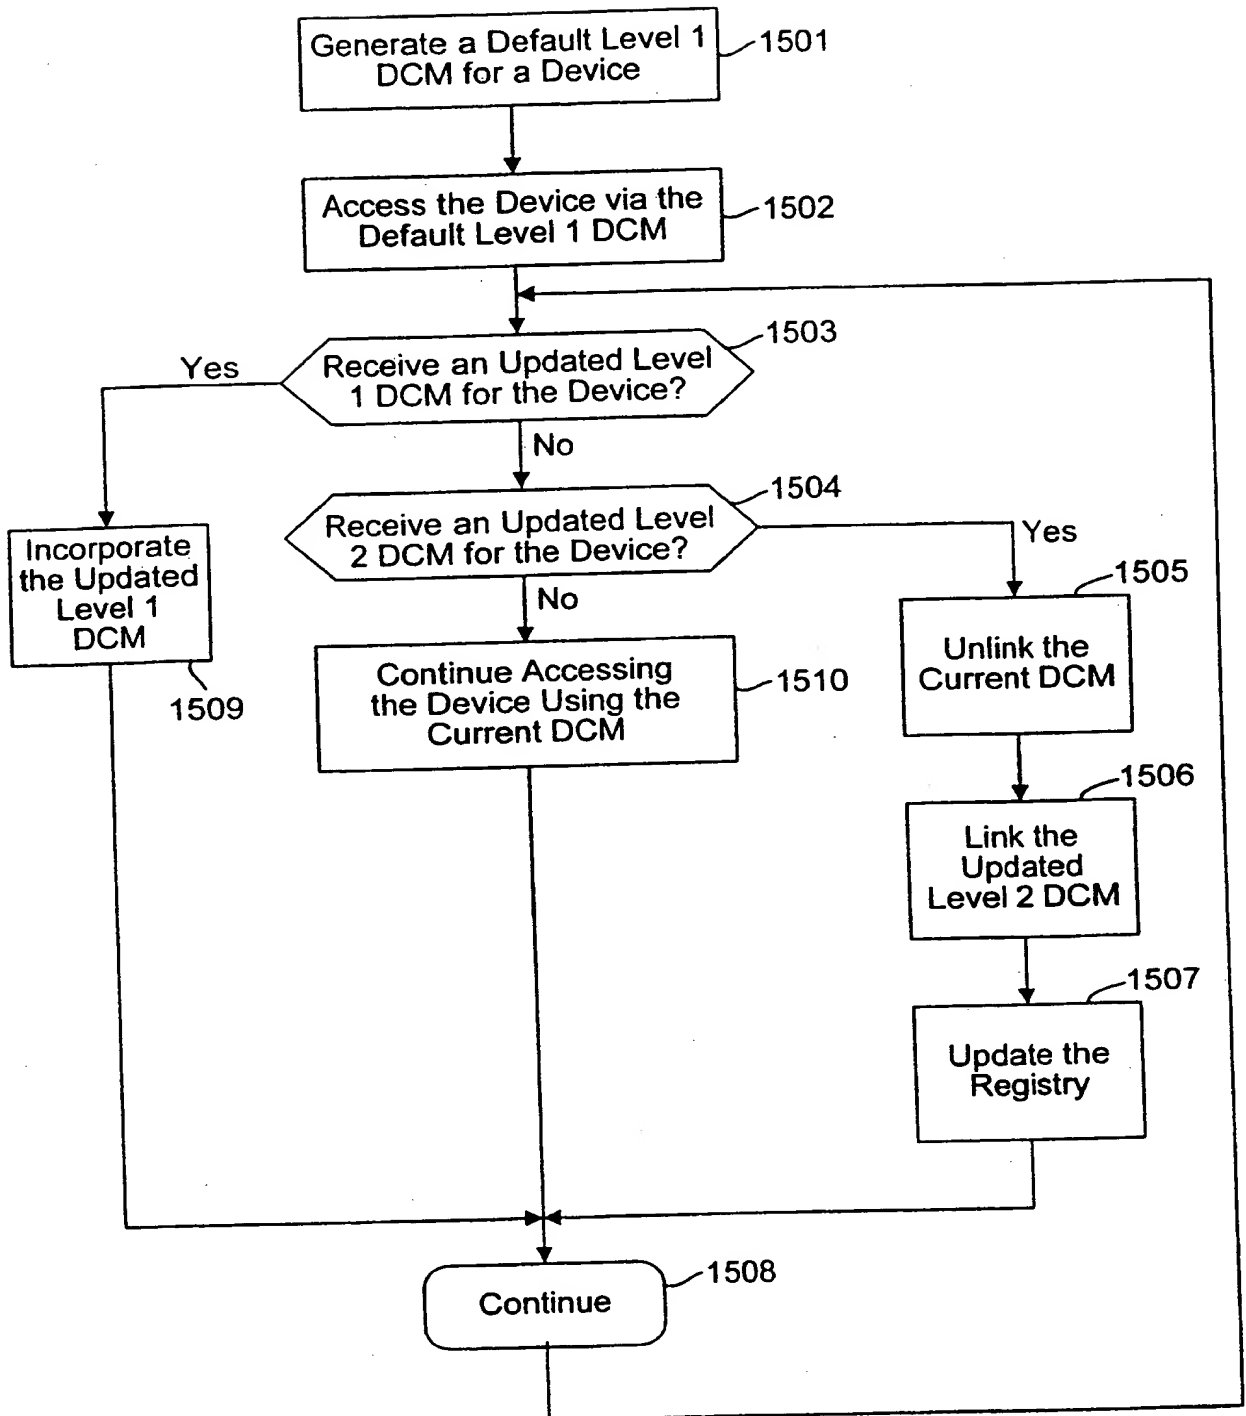 Generate a Default Level 1
DCM for a Device
1501
Access the Device via the
Default Level 1 DCM
1502
Receive an Updated Level
1 DCM for the Device?
1503
Yes
No
Receive an Updated Level
2 DCM for the Device?
1504
Yes
No
Incorporate
the Updated
Level 1
DCM
1509
Continue Accessing
the Device Using the
Current DCM
1510
Unlink the
Current DCM
1505
Link the
Updated
Level 2 DCM
1506
Update the
Registry
1507
Continue
1508